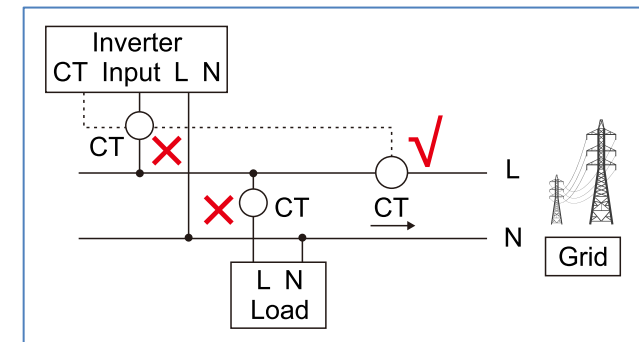 Inverter
CT Input L N
CT
L
CT
CT
N
Grid
L N
Load